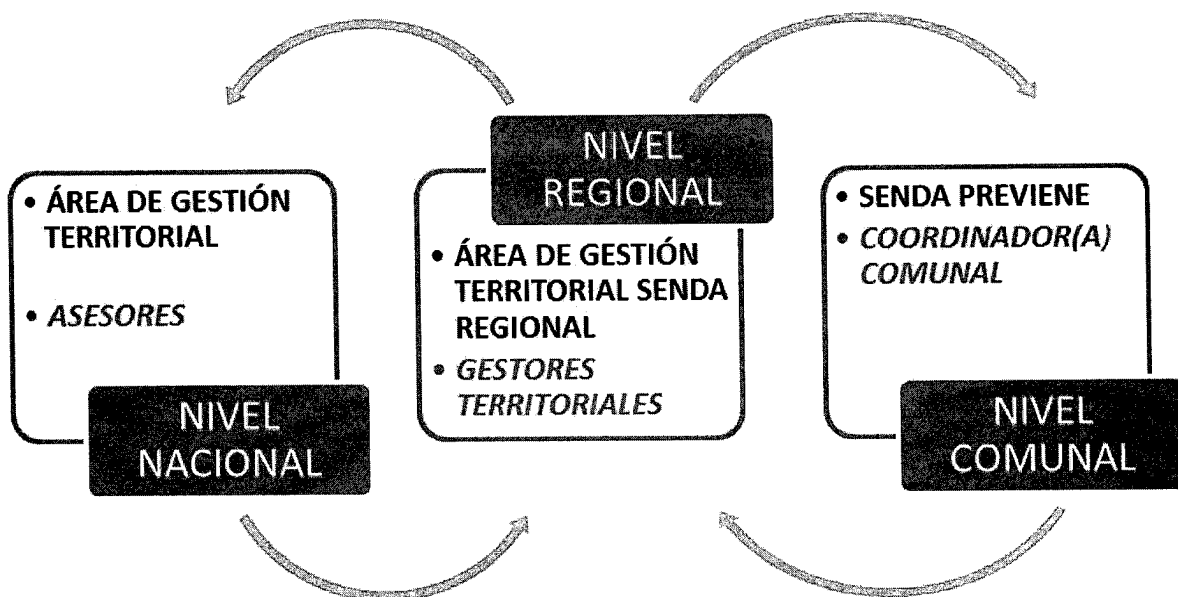 • ÁREA DE GESTIÓN
TERRITORIAL
• ASESORES
NIVEL
NACIONAL
NIVEL
REGIONAL
• ÁREA DE GESTIÓN
TERRITORIAL SENDA
REGIONAL
• GESTORES
TERRITORIALES
• SENDA PREVIENE
• COORDINADOR(A)
COMUNAL
NIVEL
COMUNAL